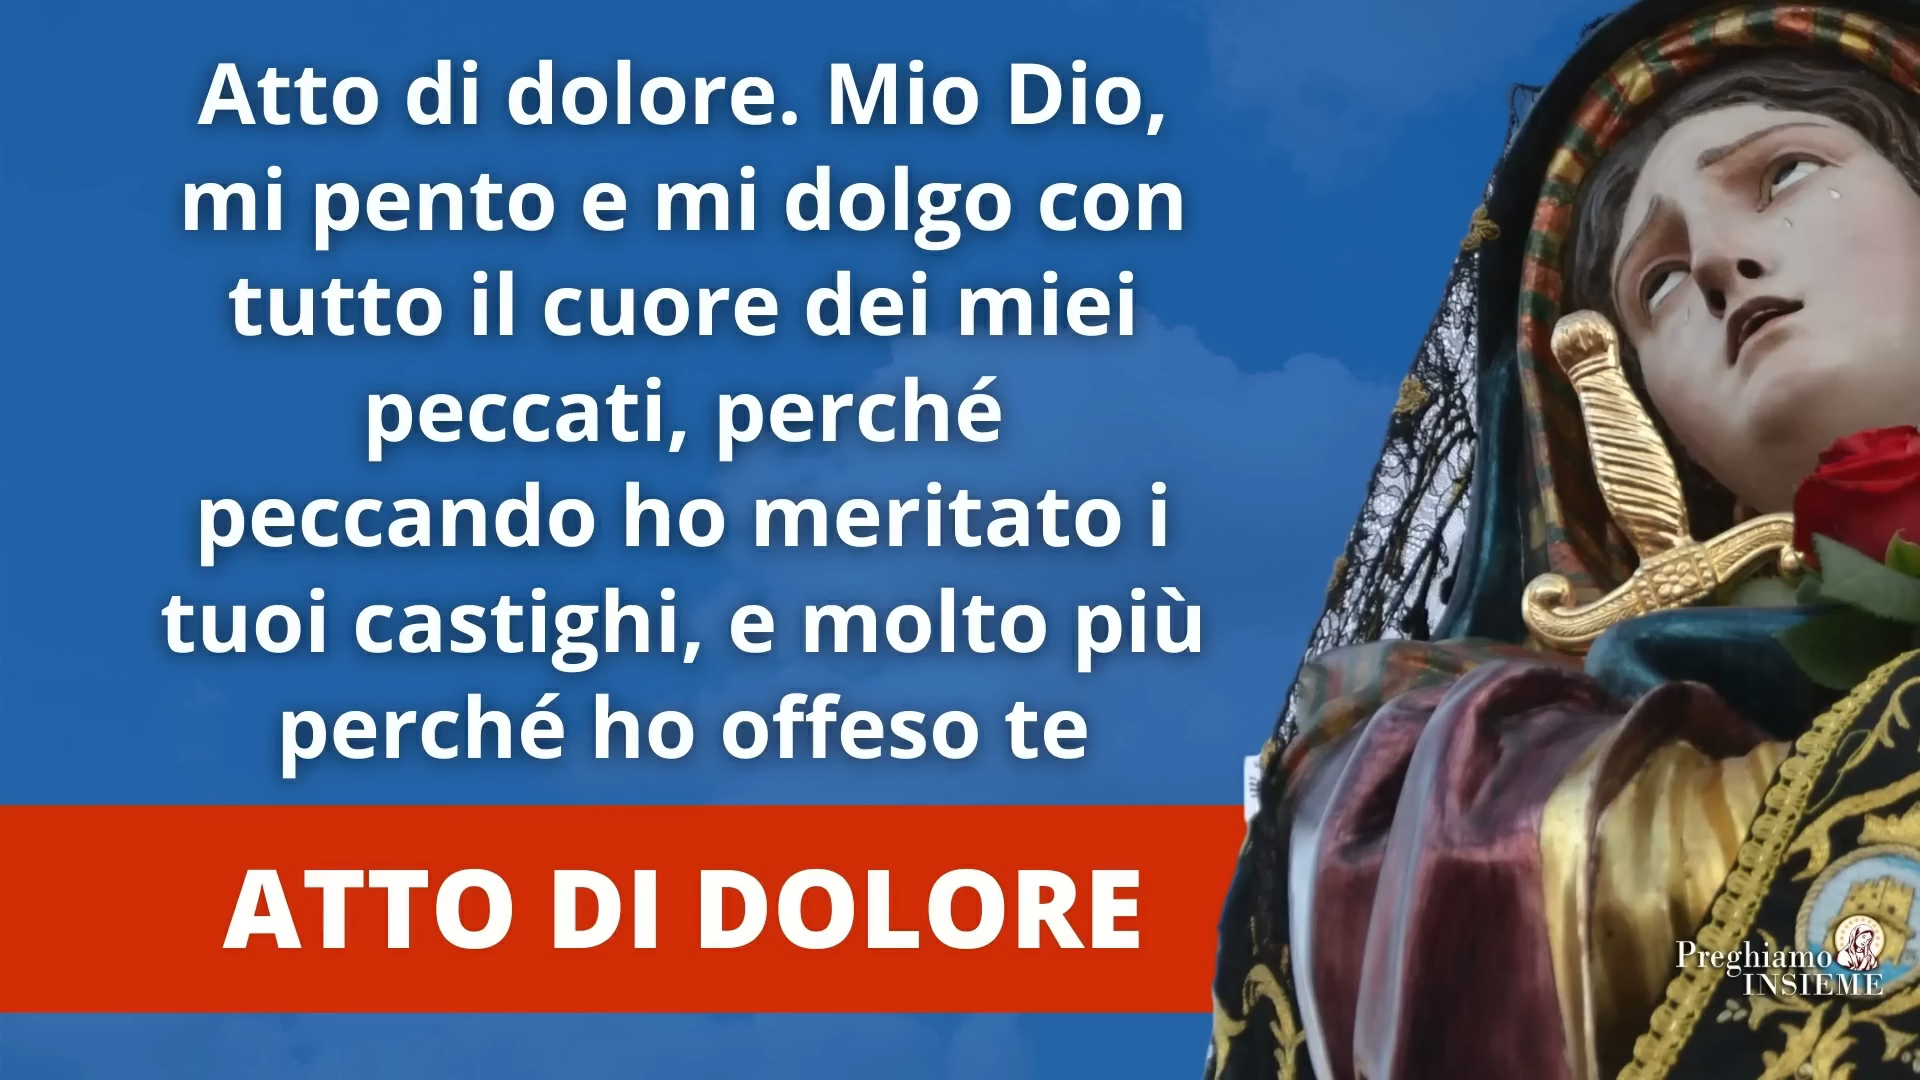 Atto di dolore. Mio Dio,
mi pento e mi dolgo con
tutto il cuore dei miei
peccati, perché
peccando ho meritato i
tuoi castighi, e molto più
perché ho offeso te
ATTO DI DOLORE
Preghiamo
INSIEME